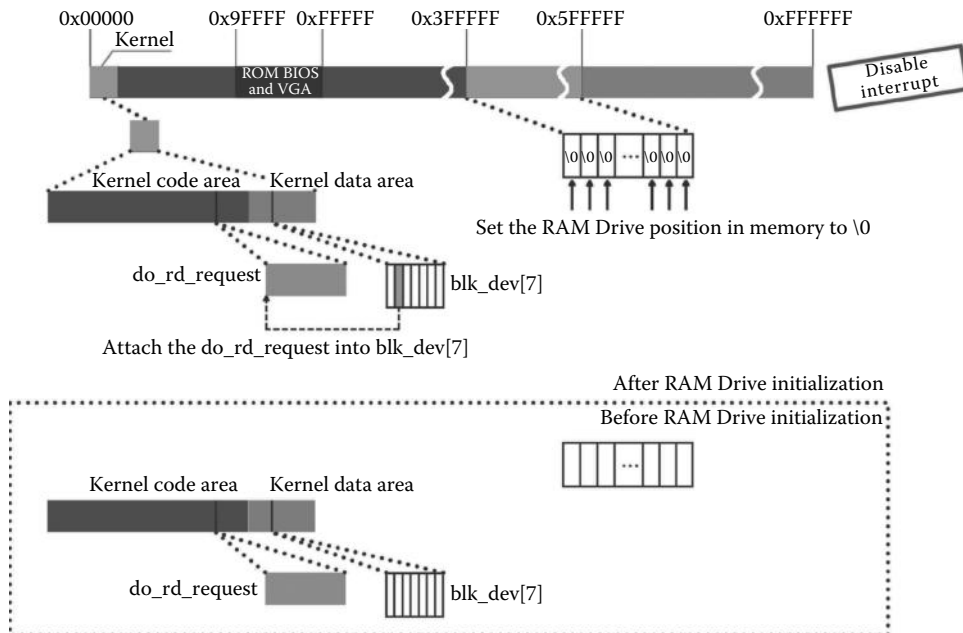 0x00000 0x9FFFF 0xFFFFF 0x3FFFFF 0x5FFFFF 0xFFFFFF
Kernel
ROM BIOS
and VGA
Disable
interrupt
\0 \0 \0 ... \0 \0 \0
Kernel code area Kernel data area
Set the RAM Drive position in memory to \0
do_rd_request blk_dev[7]
Attach the do_rd_request into blk_dev[7]
After RAM Drive initialization
Before RAM Drive initialization
...
Kernel code area Kernel data area
do_rd_request blk_dev[7]